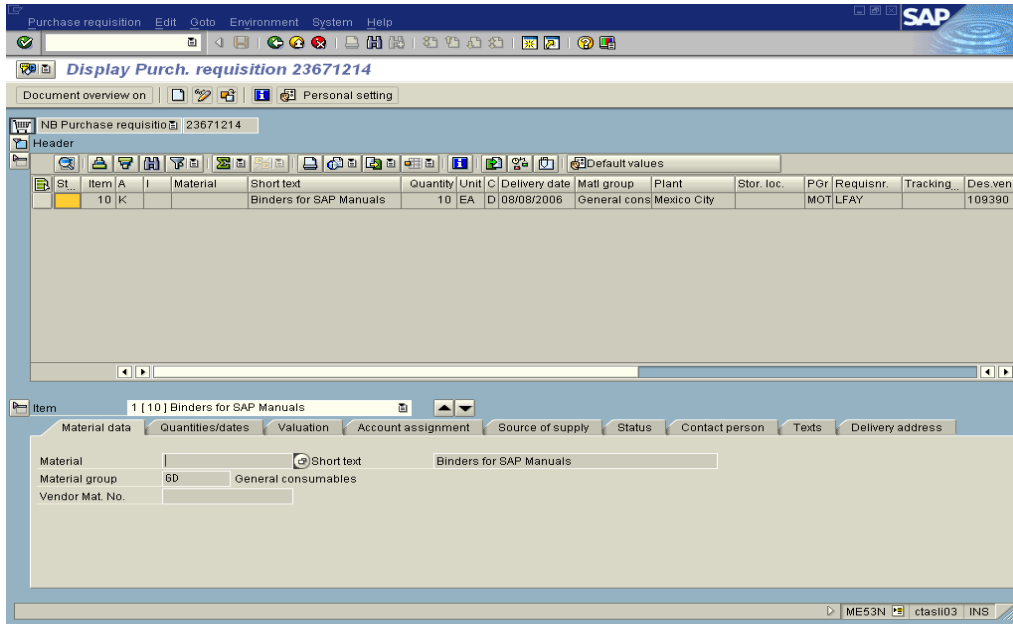 Purchase requisition Edit Goto Environment System Help
SAP
Display Purch. requisition 23671214
Document overview on Personal setting
NB Purchase requisitio 23671214
Header
Default values
St... Item A I Material Short text Quantity Unit C Delivery date Matl group Plant Stor. loc. PGr Requisnr. Tracking... Des.ven
10 K Binders for SAP Manuals 10 EA D 08/08/2006 General cons Mexico City MOT LFAY 109390
Item 1 [ 10 ] Binders for SAP Manuals
Material data Quantities/dates Valuation Account assignment Source of supply Status Contact person Texts Delivery address
Material Short text Binders for SAP Manuals
Material group GD General consumables
Vendor Mat. No.
ME53N ctasli03 INS